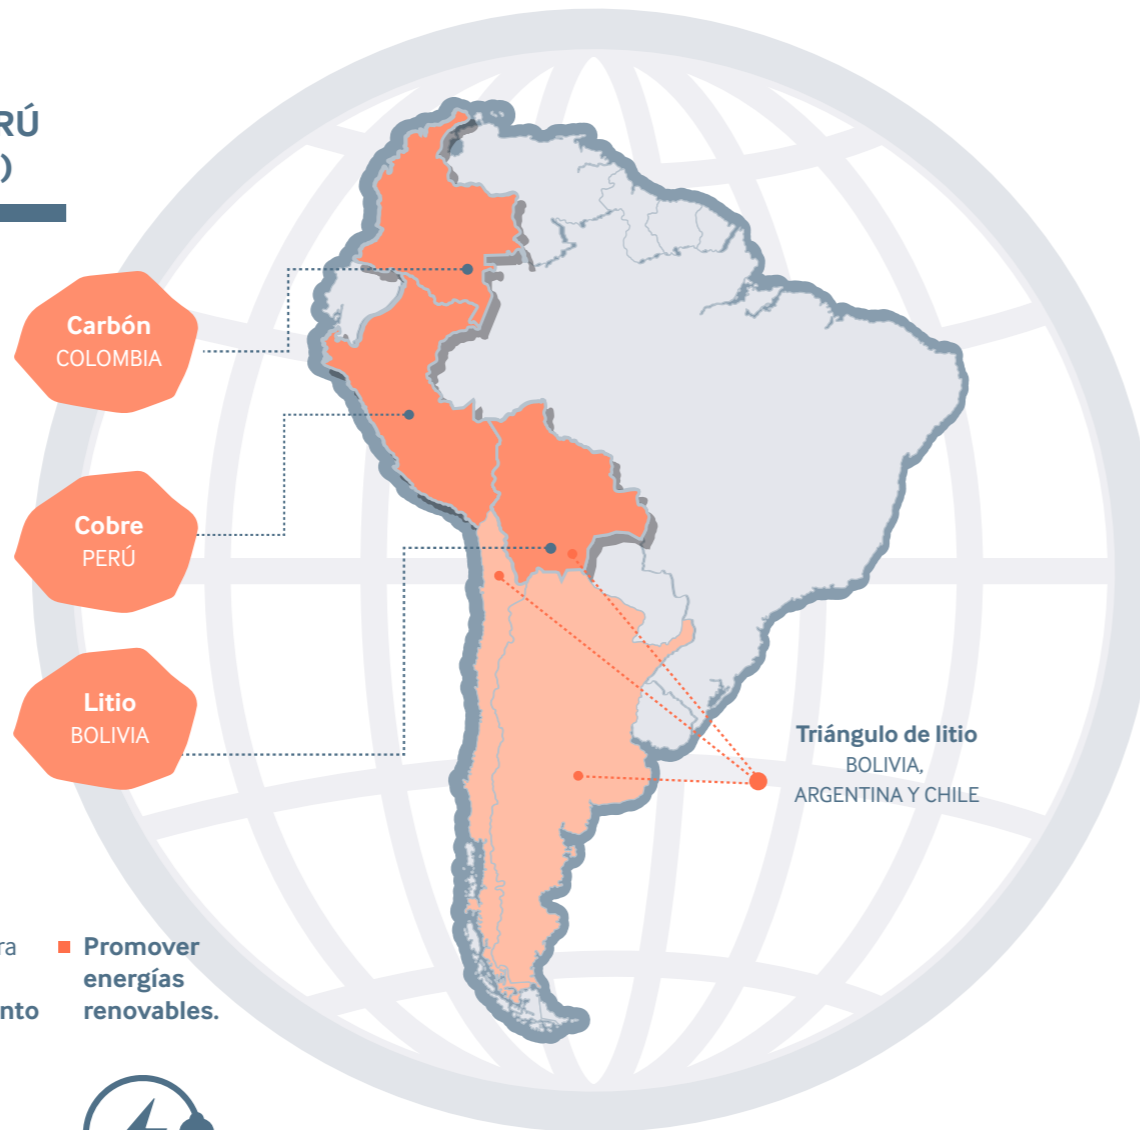 RÚ
)
Carbón
COLOMBIA
Cobre
PERÚ
Litio
BOLIVIA
Triángulo de litio
BOLIVIA,
ARGENTINA Y CHILE
ra
nto
Promover
energías
renovables.